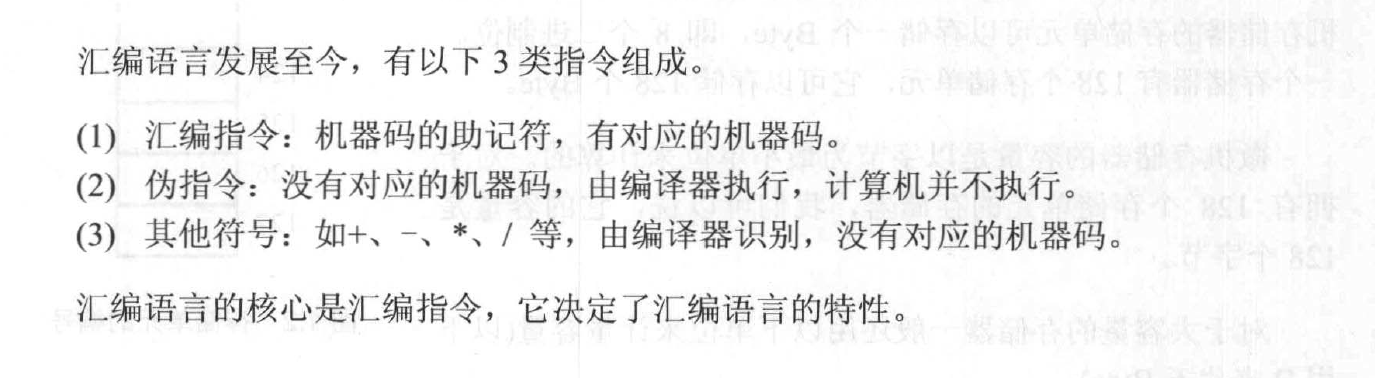 汇编语言发展至今，有以下 3 类指令组成。
(1) 汇编指令：机器码的助记符，有对应的机器码。
(2) 伪指令：没有对应的机器码，由编译器执行，计算机并不执行。
(3) 其他符号：如+、-、*、/ 等，由编译器识别，没有对应的机器码。
汇编语言的核心是汇编指令，它决定了汇编语言的特性。